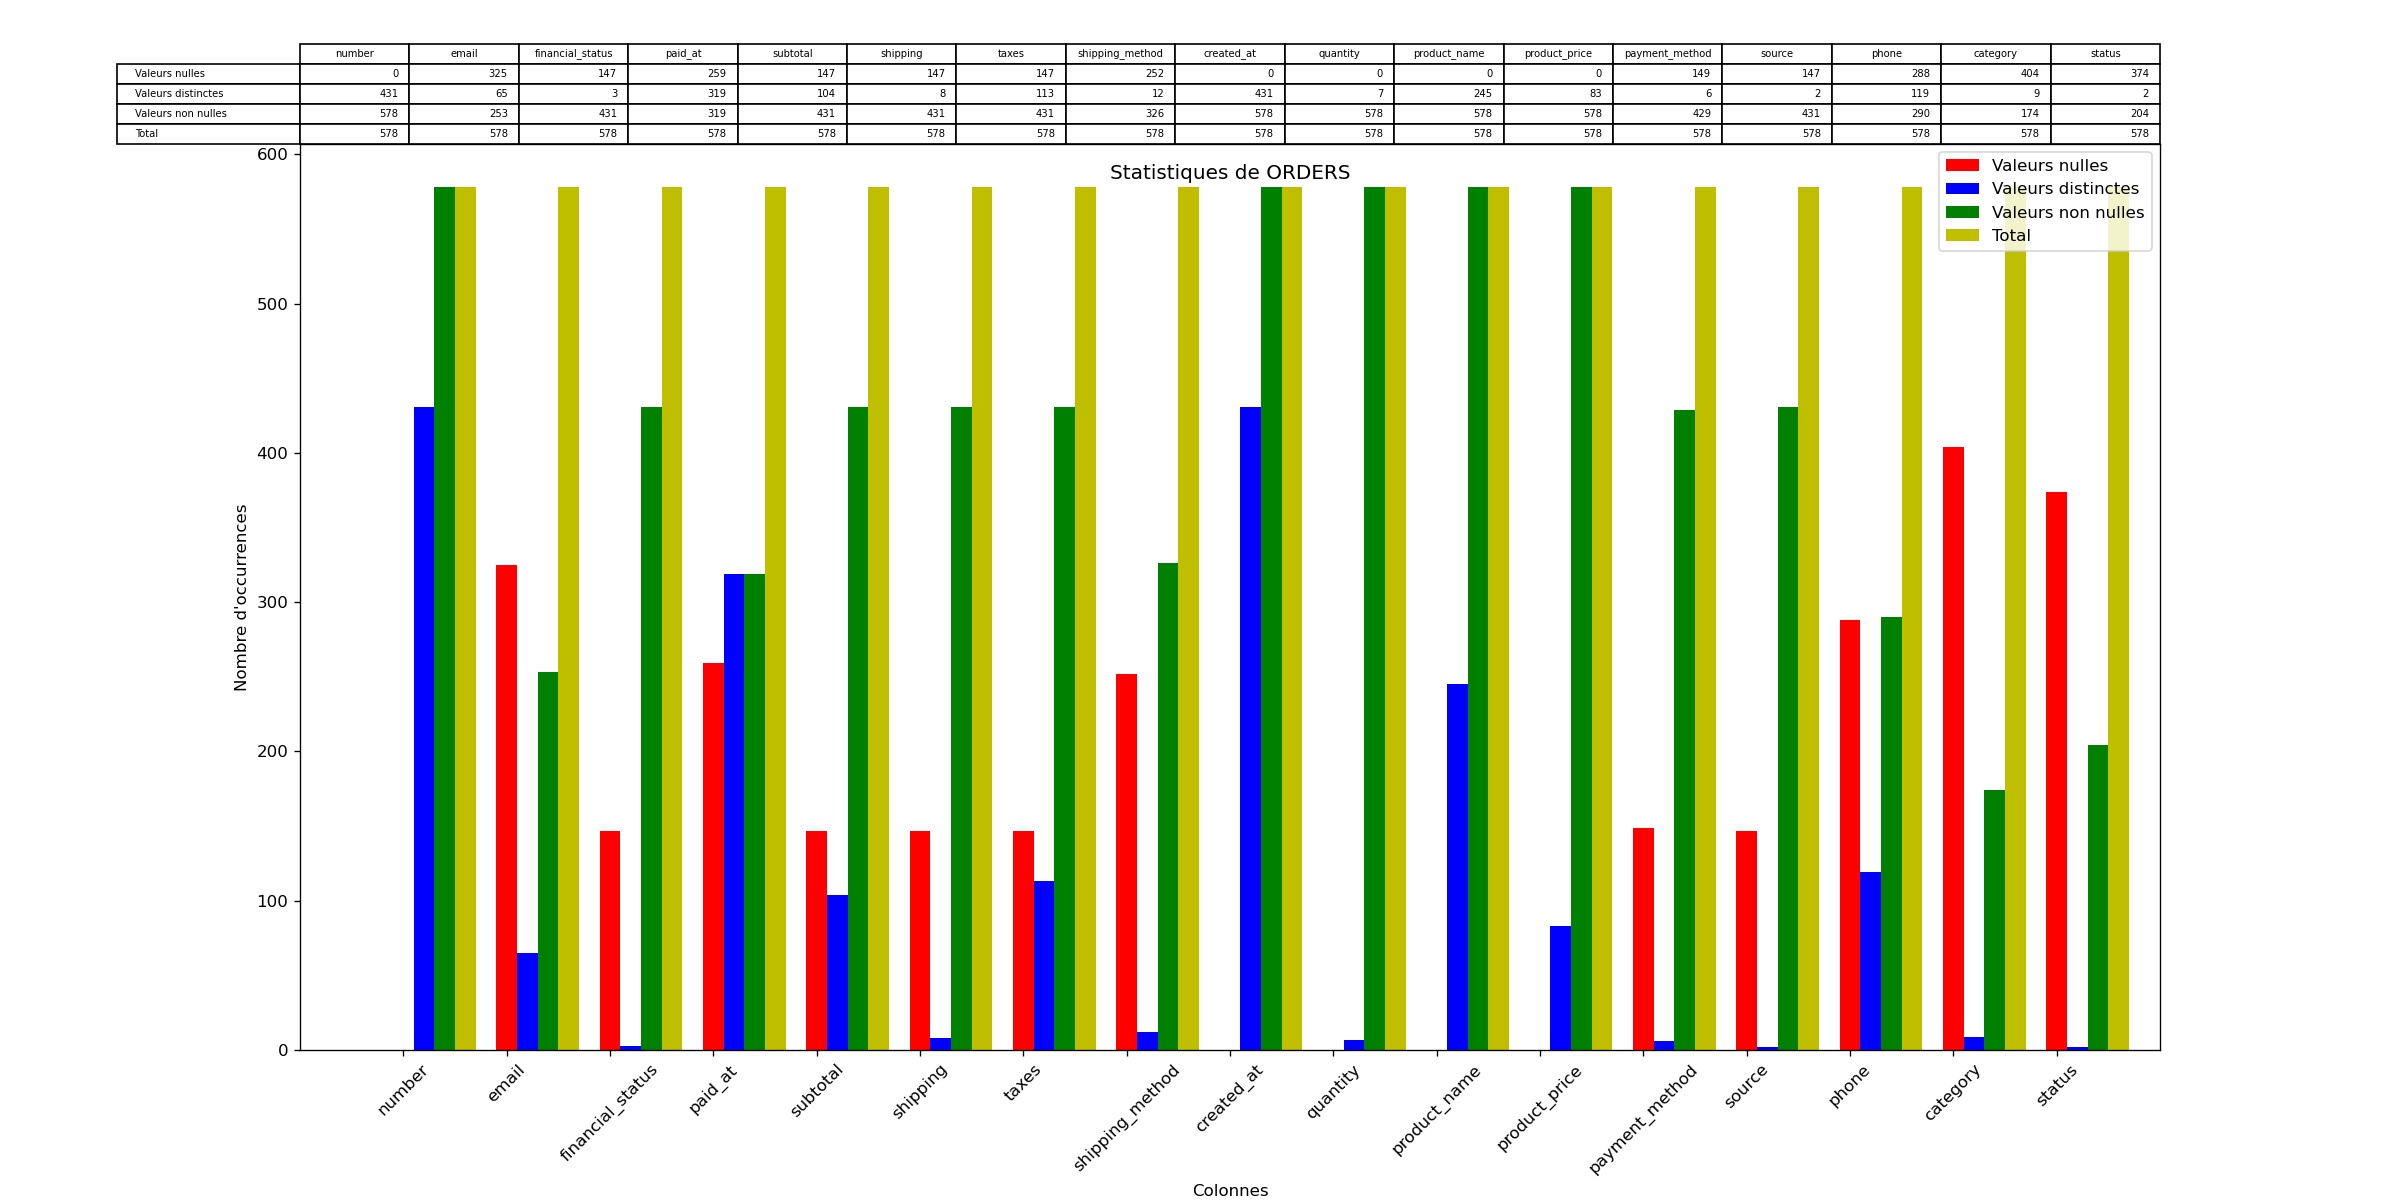 number email financial_status paid_at subtotal shipping taxes shipping_method created_at quantity product_name product_price payment_method source phone category status
Valeurs nulles 0 325 147 259 147 147 147 252 0 0 0 0 149 147 288 404 374
Valeurs distinctes 431 65 3 319 104 8 113 12 431 7 245 83 6 2 119 9 2
Valeurs non nulles 578 253 431 319 431 431 431 326 578 578 578 578 429 431 290 174 204
Total 578 578 578 578 578 578 578 578 578 578 578 578 578 578 578 578 578
Statistiques de ORDERS
Valeurs nulles
Valeurs distinctes
Valeurs non nulles
Total
600
500
400
300
200
100
0
Nombre d'occurrences
number email financial_status paid_at subtotal shipping taxes shipping_method created_at quantity product_name product_price payment_method source phone category status
Colonnes